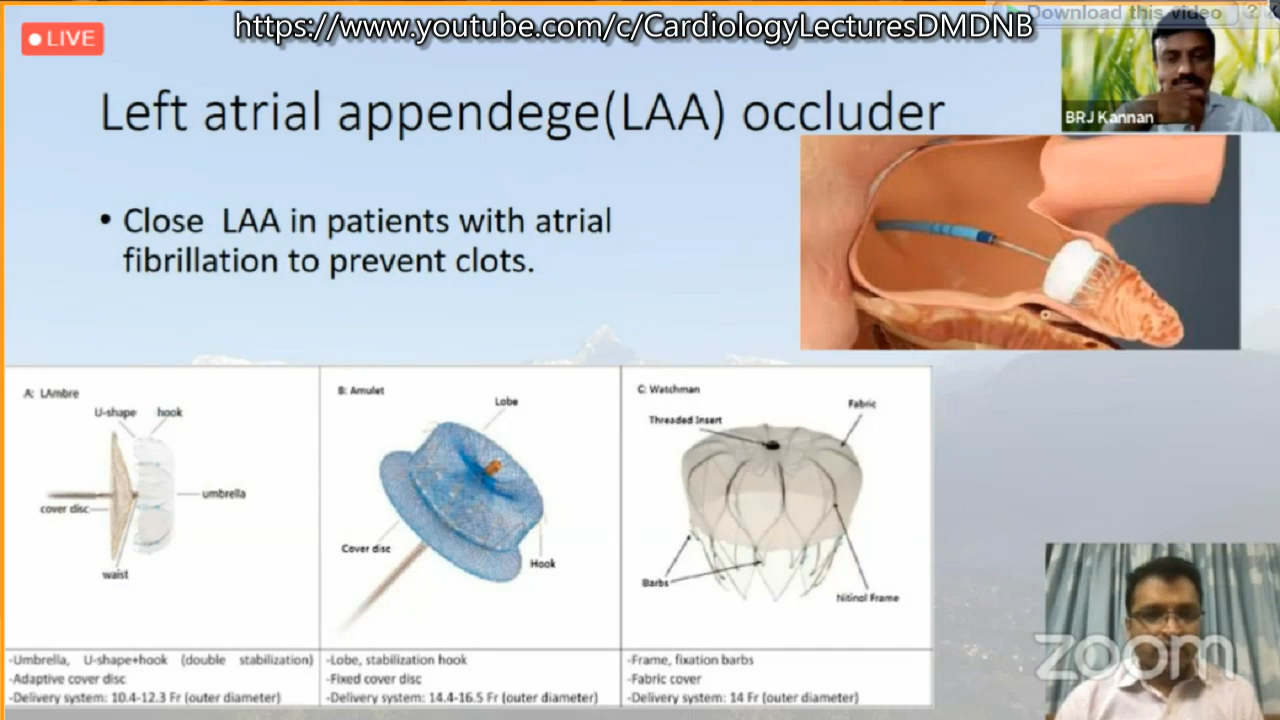 https://www.youtube.com/c/CardiologyLecturesDMDNB
Download this video
LIVE
BRJ Kannan
Left atrial appendege(LAA) occluder
• Close LAA in patients with atrial
fibrillation to prevent clots.
A: LAmbre
U-shape hook
umbrella
cover disc
waist
B: Amulet
Lobe
Cover disc
Hook
C: Watchman
Fabric
Threaded Insert
Barbs
Nitinol Frame
-Umbrella, U-shape+hook (double stabilization)
-Adaptive cover disc
-Delivery system: 10.4-12.3 Fr (outer diameter)
-Lobe, stabilization hook
-Fixed cover disc
-Delivery system: 14.4-16.5 Fr (outer diameter)
-Frame, fixation barbs
-Fabric cover
-Delivery system: 14 Fr (outer diameter)
zoom